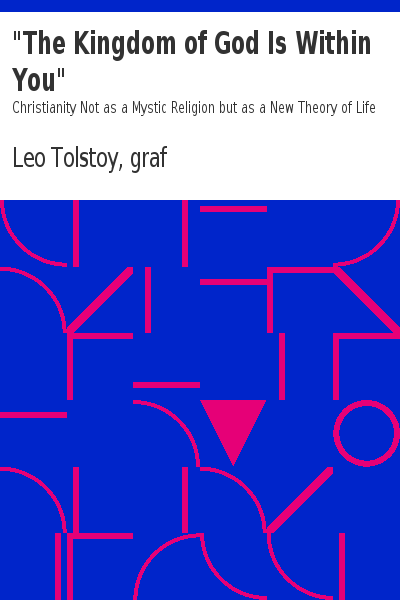 "The Kingdom of God Is Within
You"
Christianity Not as a Mystic Religion but as a New Theory of Life
Leo Tolstoy, graf